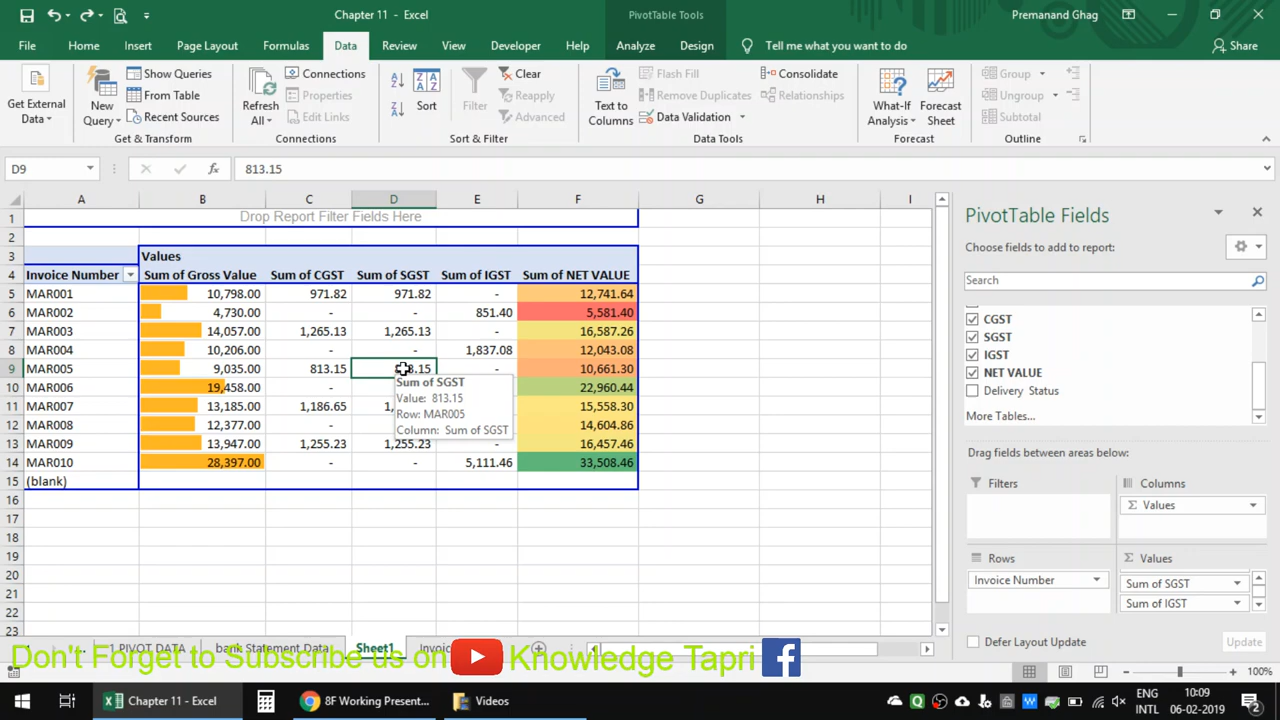 Chapter 11 - Excel
PivotTable Tools
Premanand Ghag
File Home Insert Page Layout Formulas Data Review View Developer Help Analyze Design Tell me what you want to do Share
Get External Data
New Query
Show Queries
From Table
Recent Sources
Get & Transform
Refresh All
Connections
Properties
Edit Links
Connections
Sort
Filter
Clear
Reapply
Advanced
Sort & Filter
Text to Columns
Flash Fill
Remove Duplicates
Data Validation
Consolidate
Relationships
Data Tools
What-If Analysis
Forecast Sheet
Forecast
Group
Ungroup
Subtotal
Outline
D9 fx 813.15
A B C D E F G H I
1 Drop Report Filter Fields Here
2
3 Values
4 Invoice Number Sum of Gross Value Sum of CGST Sum of SGST Sum of IGST Sum of NET VALUE
5 MAR001 10,798.00 971.82 971.82 - 12,741.64
6 MAR002 4,730.00 - - 851.40 5,581.40
7 MAR003 14,057.00 1,265.13 1,265.13 - 16,587.26
8 MAR004 10,206.00 - - 1,837.08 12,043.08
9 MAR005 9,035.00 813.15 - 10,661.30
10 MAR006 19,458.00 - 22,960.44
11 MAR007 13,185.00 1,186.65 15,558.30
12 MAR008 12,377.00 - 14,604.86
13 MAR009 13,947.00 1,255.23 1,255.23 - 16,457.46
14 MAR010 28,397.00 - - 5,111.46 33,508.46
15 (blank)
16
17
18
19
20
21
22
23
Sum of SGST
Value: 813.15
Row: MAR005
Column: Sum of SGST
PivotTable Fields
Choose fields to add to report:
Search
CGST
SGST
IGST
NET VALUE
Delivery Status
More Tables...
Drag fields between areas below:
Filters
Columns
Σ Values
Rows
Invoice Number
Σ Values
Sum of SGST
Sum of IGST
Defer Layout Update
Update
... 1 PIVOT DATA bank Statement Data Sheet1
Don't Forget to Subscribe us on Knowledge Tapri
100%
Chapter 11 - Excel
8F Working Present...
Videos
ENG
INTL
10:09
06-02-2019
2